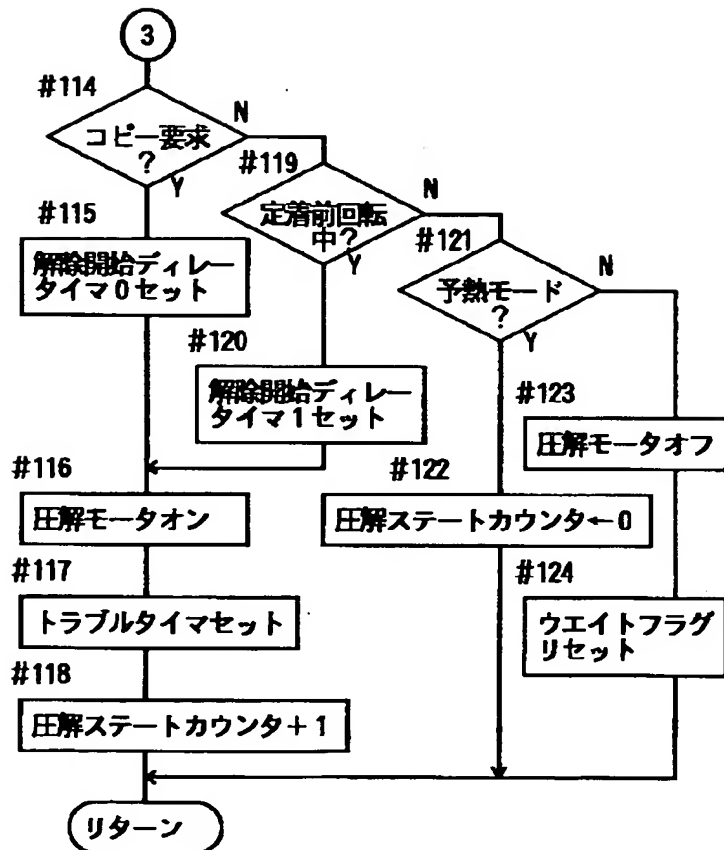 3
#114
コピー要求
?
N
Y
#115
解除開始ディレー
タイマ0セット
#119
定着前回転
中?
N
Y
#120
解除開始ディレー
タイマ1セット
#121
予熱モード
?
N
Y
#123
圧解モータオフ
#116
圧解モータオン
#122
圧解ステートカウンタ←0
#117
トラブルタイマセット
#124
ウエイトフラグ
リセット
#118
圧解ステートカウンタ+1
リターン